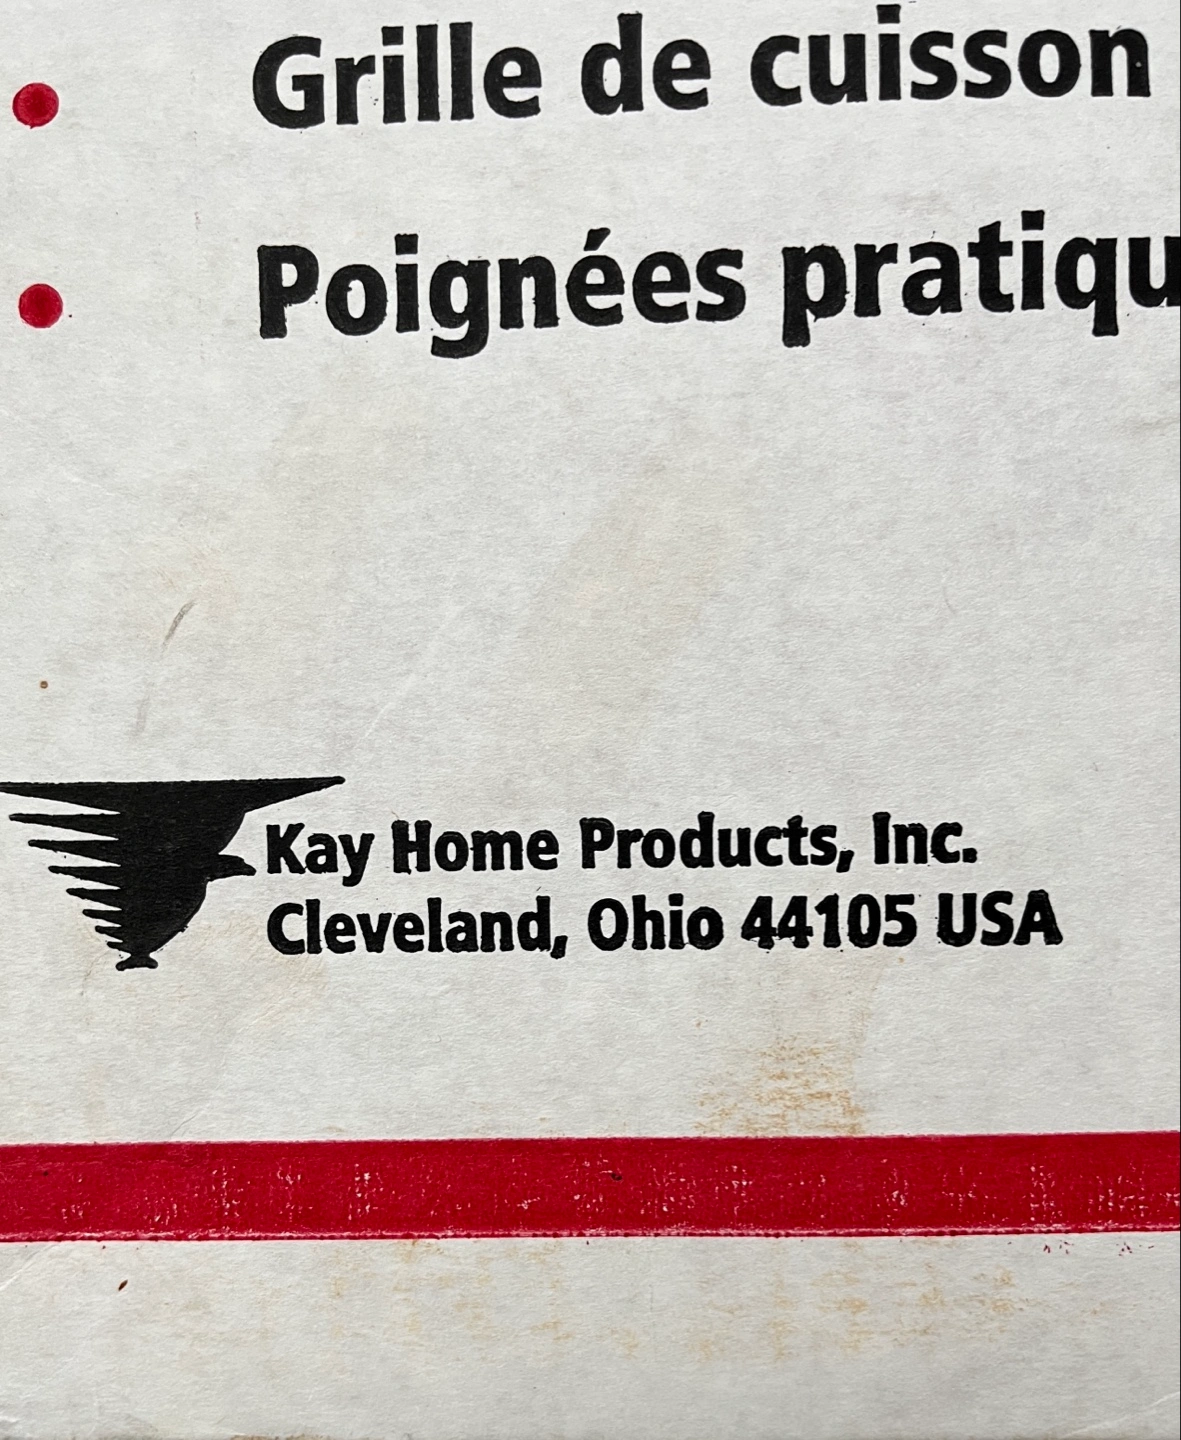 Grille de cuisson
Poignées pratiqu
Kay Home Products, Inc.
Cleveland, Ohio 44105 USA